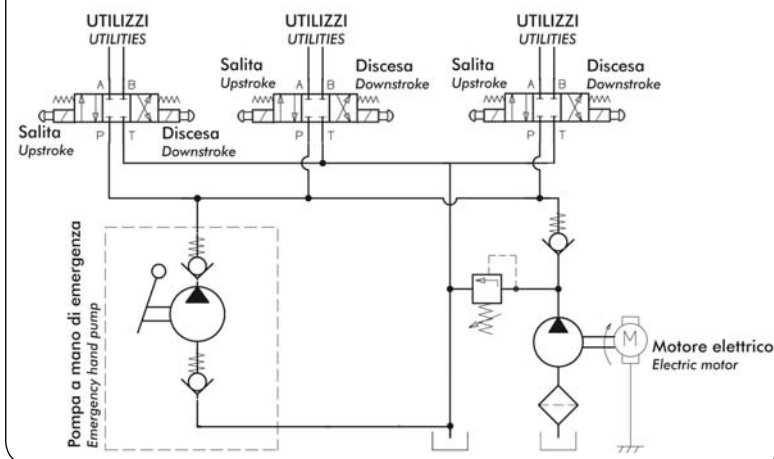 UTILIZZI
UTILITIES
UTILIZZI
UTILITIES
UTILIZZI
UTILITIES
Salita
Upstroke
Discesa
Downstroke
Salita
Upstroke
Discesa
Downstroke
A B
A B
A B
P T
P T
P T
Salita
Upstroke
Discesa
Downstroke
Pompa a mano di emergenza
Emergency hand pump
M
Motore elettrico
Electric motor